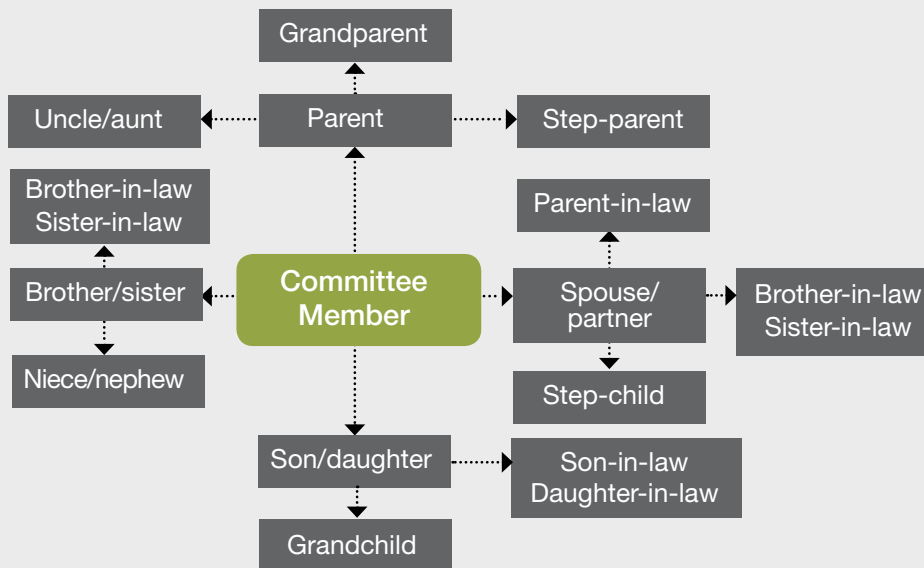 Grandparent
Uncle/aunt
Parent
Step-parent
Brother-in-law
Sister-in-law
Parent-in-law
Brother/sister
Committee
Member
Spouse/
partner
Brother-in-law
Sister-in-law
Niece/nephew
Step-child
Son/daughter
Son-in-law
Daughter-in-law
Grandchild